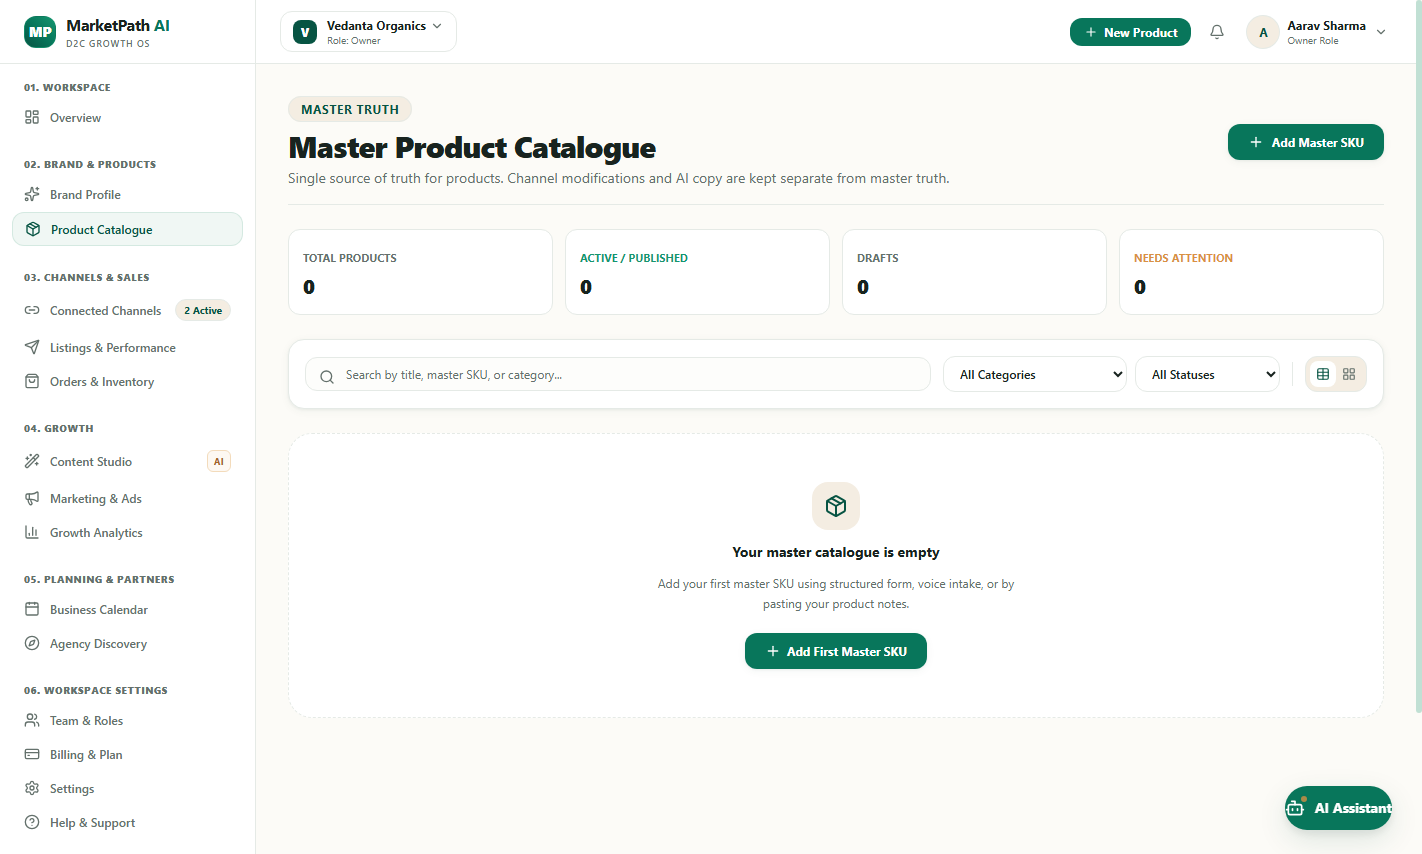 MP
MarketPath AI
D2C GROWTH OS
01. WORKSPACE
Overview
02. BRAND & PRODUCTS
Brand Profile
Product Catalogue
03. CHANNELS & SALES
Connected Channels 2 Active
Listings & Performance
Orders & Inventory
04. GROWTH
Content Studio AI
Marketing & Ads
Growth Analytics
05. PLANNING & PARTNERS
Business Calendar
Agency Discovery
06. WORKSPACE SETTINGS
Team & Roles
Billing & Plan
Settings
Help & Support
V
Vedanta Organics
Role: Owner
New Product
A
Aarav Sharma
Owner Role
MASTER TRUTH
Master Product Catalogue
Single source of truth for products. Channel modifications and AI copy are kept separate from master truth.
Add Master SKU
TOTAL PRODUCTS
0
ACTIVE / PUBLISHED
0
DRAFTS
0
NEEDS ATTENTION
0
Search by title, master SKU, or category...
All Categories
All Statuses
Your master catalogue is empty
Add your first master SKU using structured form, voice intake, or by
pasting your product notes.
Add First Master SKU
AI Assistant